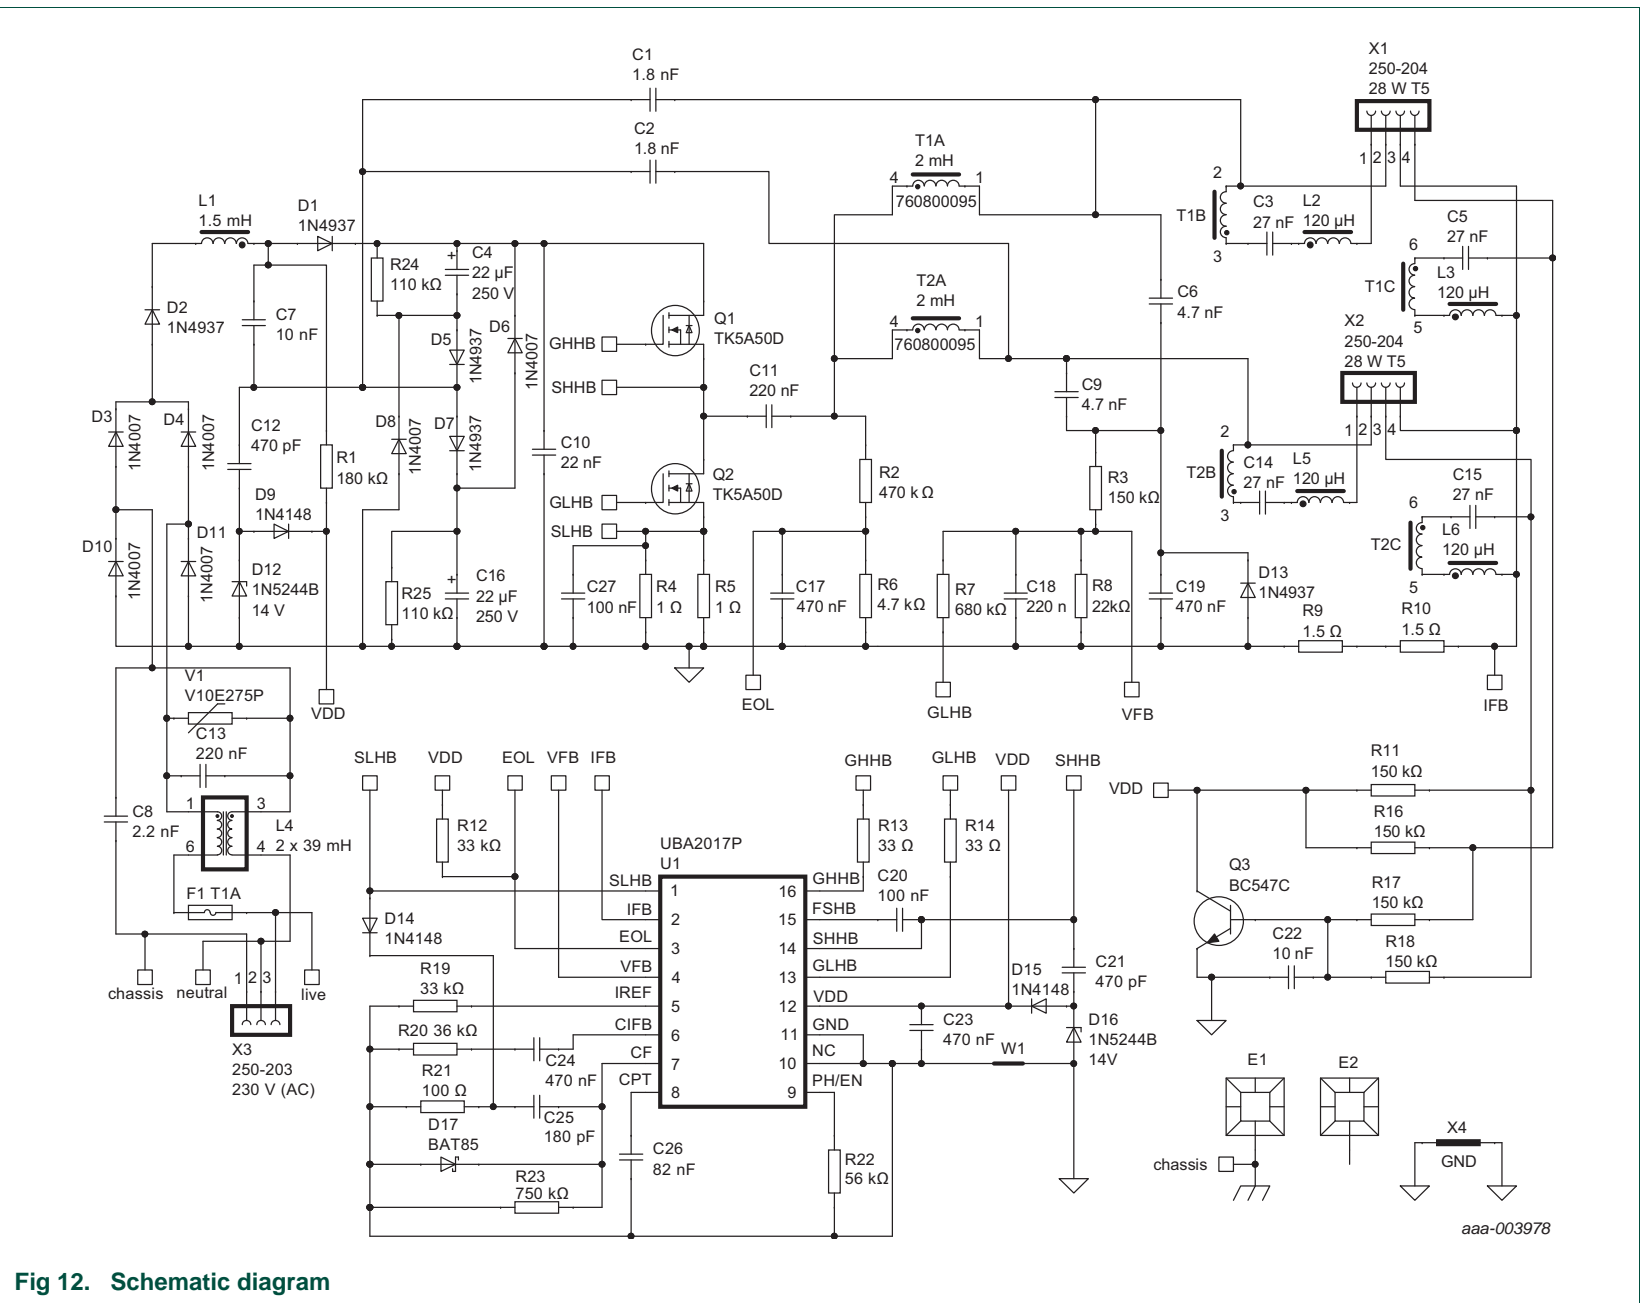 C1
1.8 nF
C2
1.8 nF
X1
250-204
28 W T5
1 2 3 4
T1A
2 mH
4 1
760800095
2
T1B
3
C3
27 nF
L2
120 µH
C5
27 nF
6
T1C
5
L3
120 µH
L1
1.5 mH
D1
1N4937
R24
110 kΩ
+
C4
22 µF
250 V
D2
1N4937
C7
10 nF
D5
1N4937
D6
1N4007
GHHB
Q1
TK5A50D
SHHB
T2A
2 mH
4 1
760800095
C6
4.7 nF
X2
250-204
28 W T5
1 2 3 4
C11
220 nF
C9
4.7 nF
D3
1N4007
D4
1N4007
C12
470 pF
R1
180 kΩ
D8
1N4007
D7
1N4937
C10
22 nF
Q2
TK5A50D
GLHB
SLHB
R2
470 k Ω
R3
150 kΩ
2
T2B
3
C14
27 nF
L5
120 µH
C15
27 nF
6
T2C
5
L6
120 µH
D9
1N4148
D10
1N4007
D11
1N4007
D12
1N5244B
14 V
R25
110 kΩ
+
C16
22 µF
250 V
C27
100 nF
R4
1 Ω
R5
1 Ω
C17
470 nF
R6
4.7 kΩ
R7
680 kΩ
C18
220 n
R8
22kΩ
C19
470 nF
D13
1N4937
R9
1.5 Ω
R10
1.5 Ω
V1
V10E275P
VDD
EOL
GLHB
VFB
IFB
C13
220 nF
C8
2.2 nF
1 3
6 4
L4
2 x 39 mH
F1 T1A
chassis
neutral
live
1 2 3
X3
250-203
230 V (AC)
SLHB
VDD
EOL
VFB
IFB
GHHB
GLHB
VDD
SHHB
R12
33 kΩ
R13
33 Ω
R14
33 Ω
UBA2017P
U1
C20
100 nF
SLHB 1
IFB 2
EOL 3
VFB 4
IREF 5
CIFB 6
CF 7
CPT 8
16 GHHB
15 FSHB
14 SHHB
13 GLHB
12 VDD
11 GND
10 NC
9 PH/EN
D14
1N4148
R19
33 kΩ
R20 36 kΩ
C24
470 nF
R21
100 Ω
C25
180 pF
D17
BAT85
R23
750 kΩ
C26
82 nF
R22
56 kΩ
C23
470 nF
W1
D15
1N4148
C21
470 pF
D16
1N5244B
14V
VDD
R11
150 kΩ
R16
150 kΩ
R17
150 kΩ
R18
150 kΩ
Q3
BC547C
C22
10 nF
E1
E2
chassis
X4
GND
aaa-003978
Fig 12. Schematic diagram